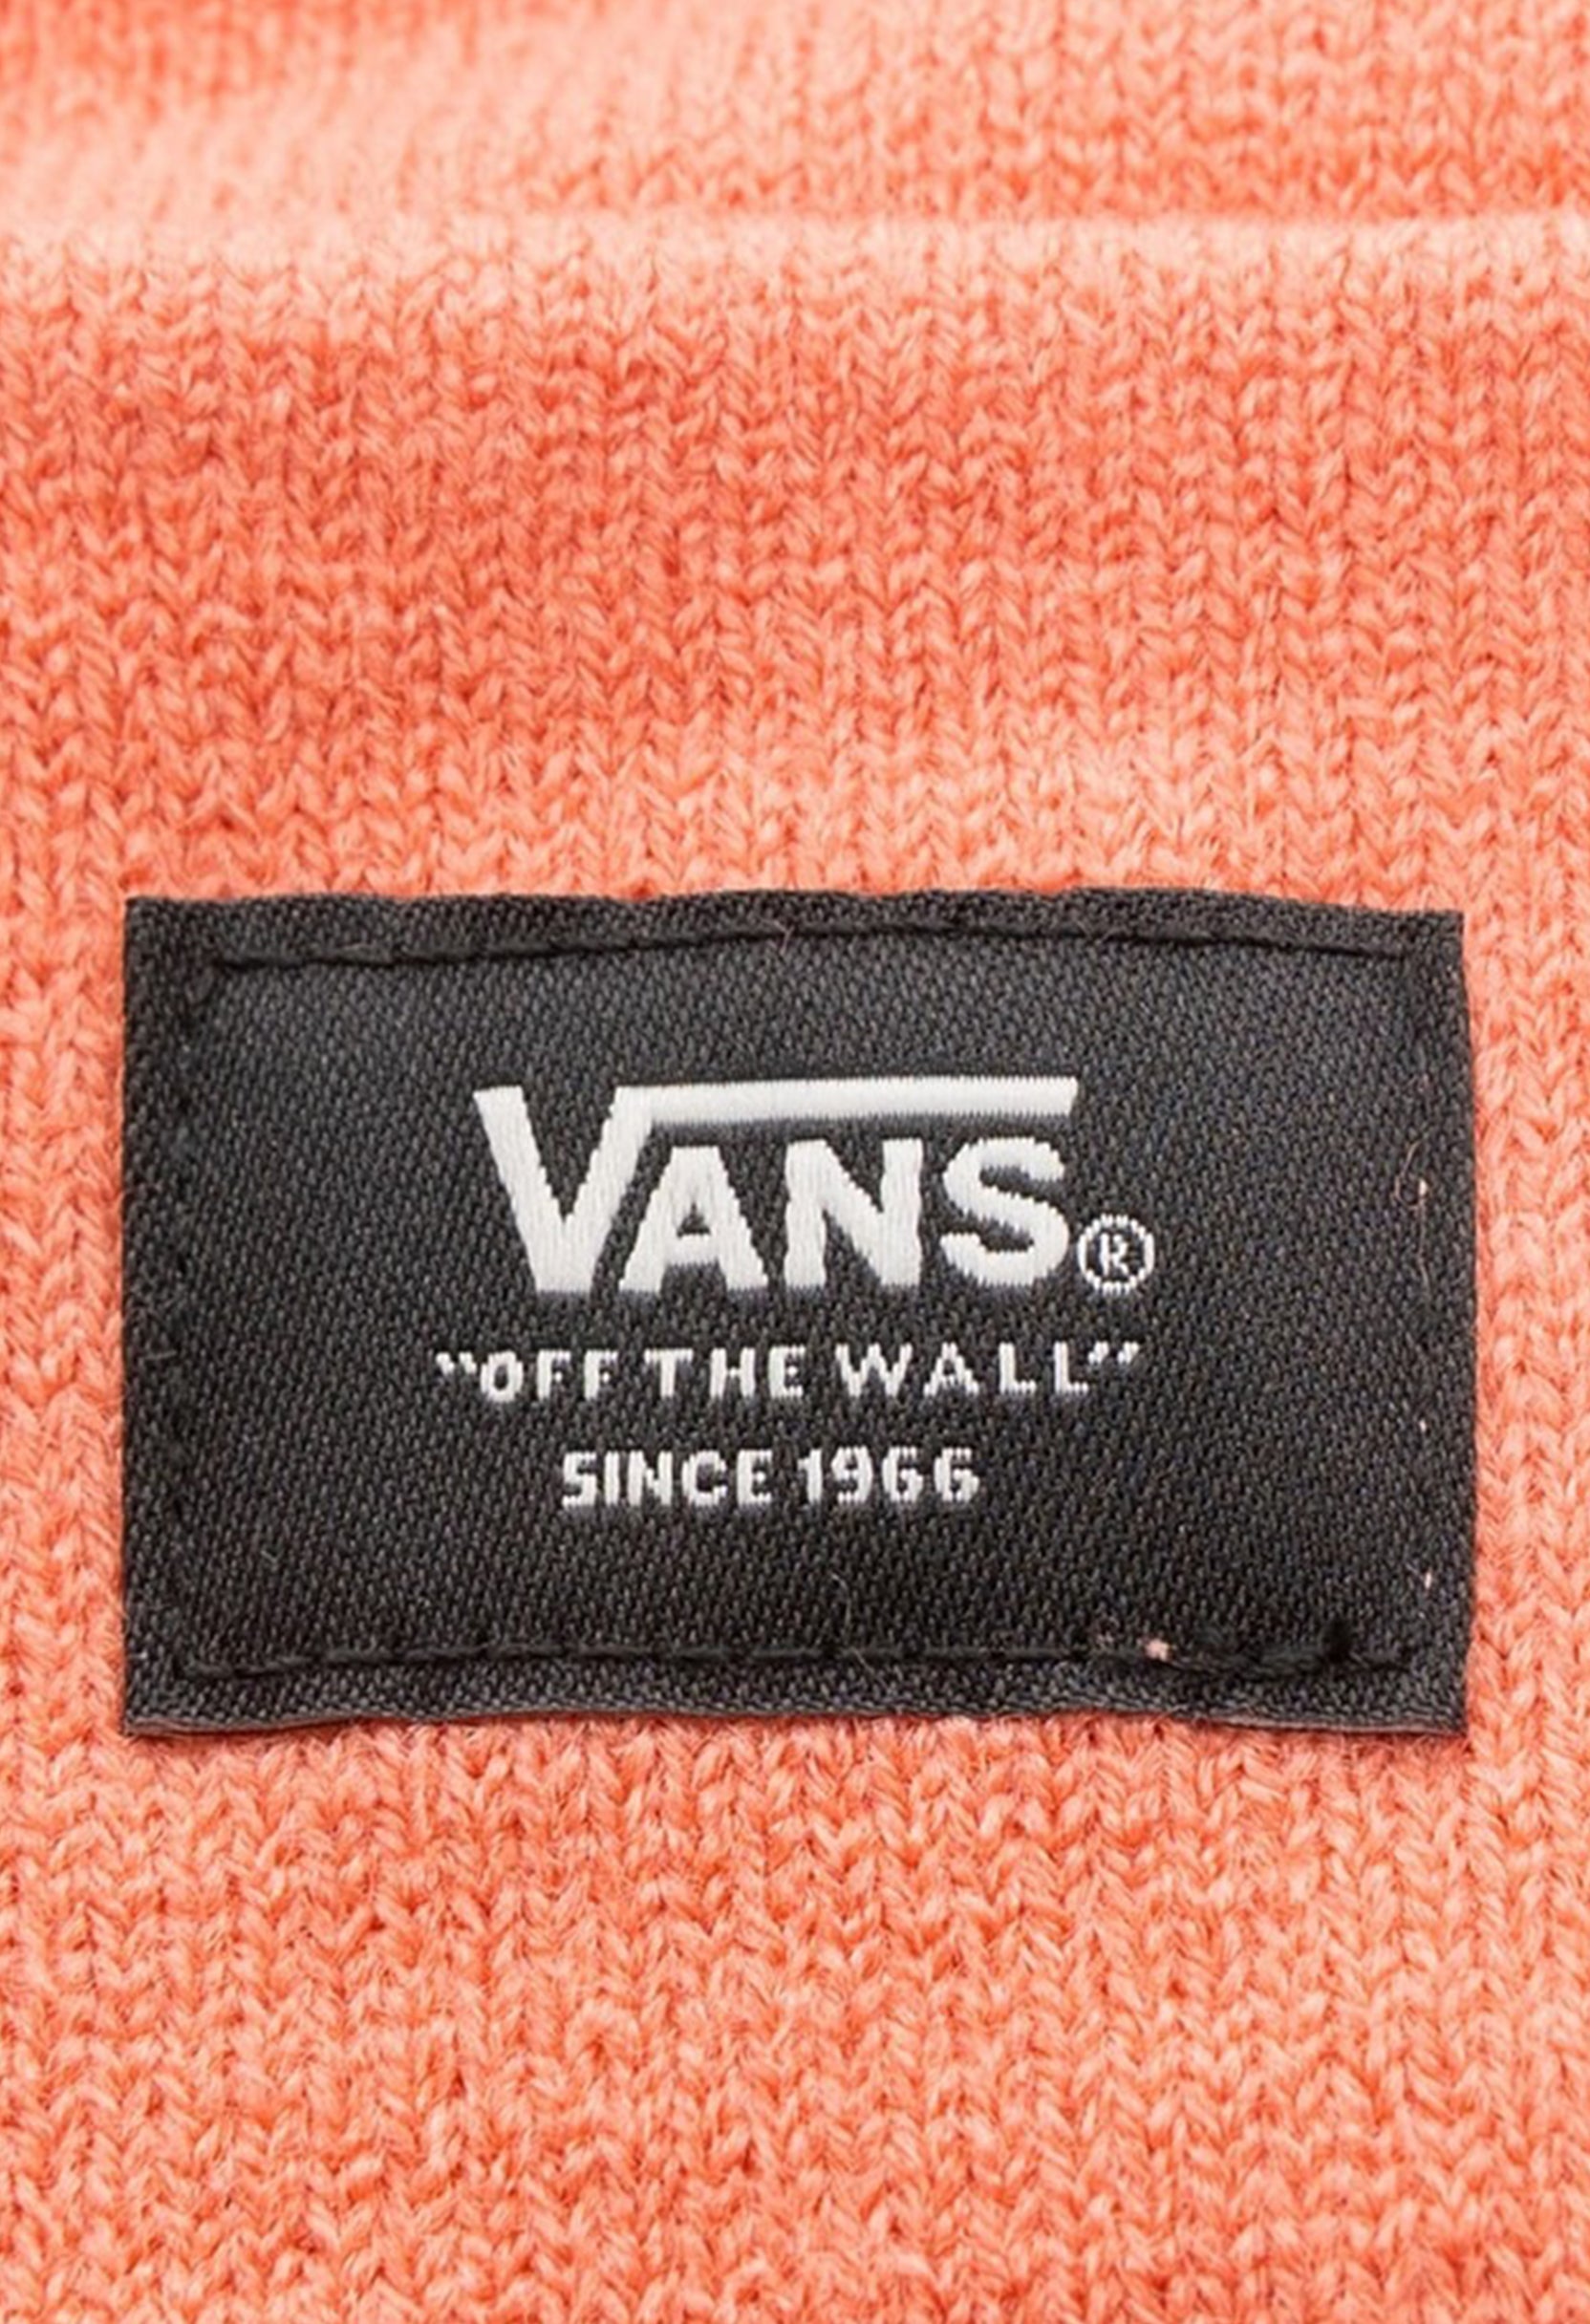 VANS®
“OFF THE WALL”
SINCE 1966